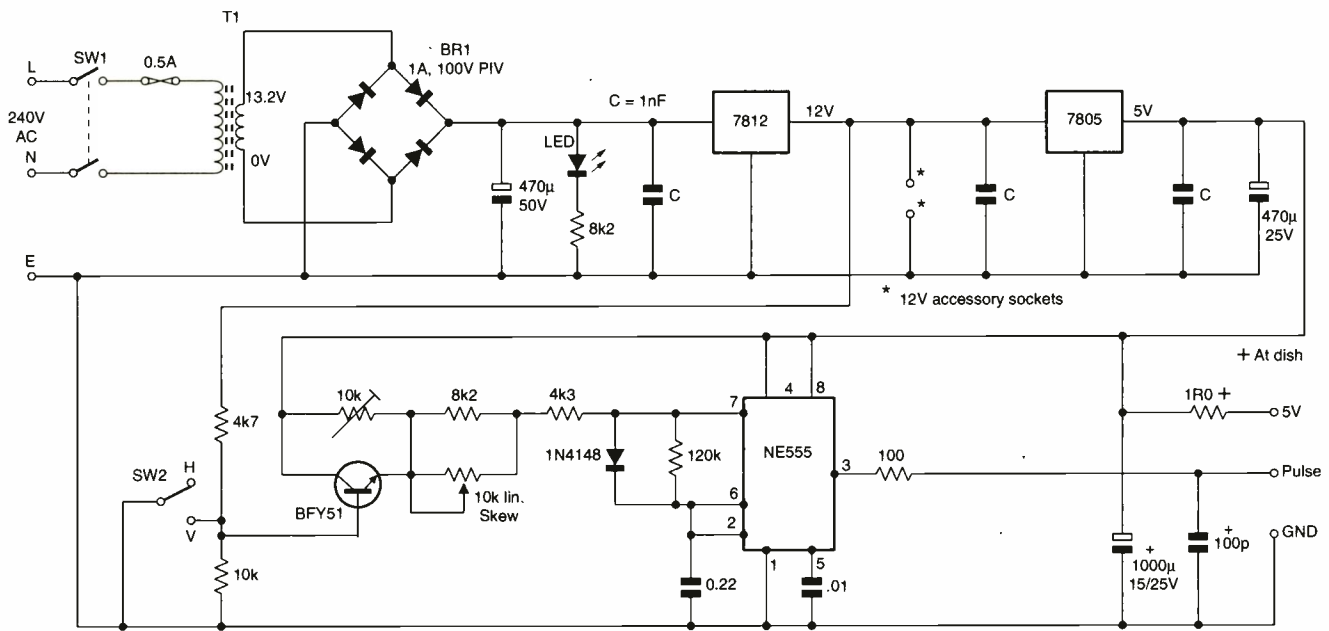 T1
SW1
0.5A
L
240V
AC
N
13.2V
0V
BR1
1A, 100V PIV
C = 1nF
LED
470µ
50V
8k2
C
7812
12V
*
*
C
7805
5V
C
470µ
25V
E
* 12V accessory sockets
+ At dish
10k
8k2
4k3
4k7
SW2
H
V
BFY51
10k lin.
Skew
1N4148
120k
7
4
8
NE555
6
2
3
1
5
100
1R0 +
5V
Pulse
GND
10k
0.22
.01
+
1000µ
15/25V
+
100p